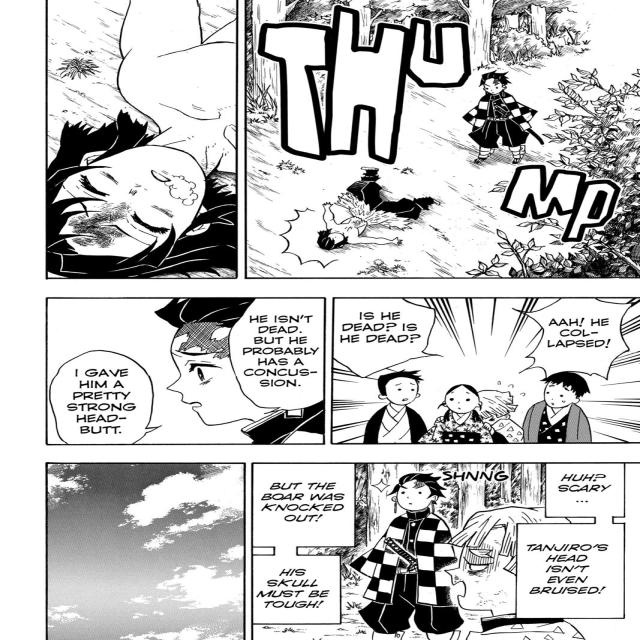 THU
MP
AAH! HE
COL-
LAPSED!
IS HE
DEAD? IS
HE DEAD?
HE ISN'T
DEAD.
BUT HE
PROBABLY
HAS A
CONCUS-
SION.
I GAVE
HIM A
PRETTY
STRONG
HEAD-
BUTT.
HUH?
SCARY
...
TANJIRO'S
HEAD
ISN'T
EVEN
BRUISED!
SHNNG
BUT THE
BOAR WAS
KNOCKED
OUT!
HIS
SKULL
MUST BE
TOUGH!